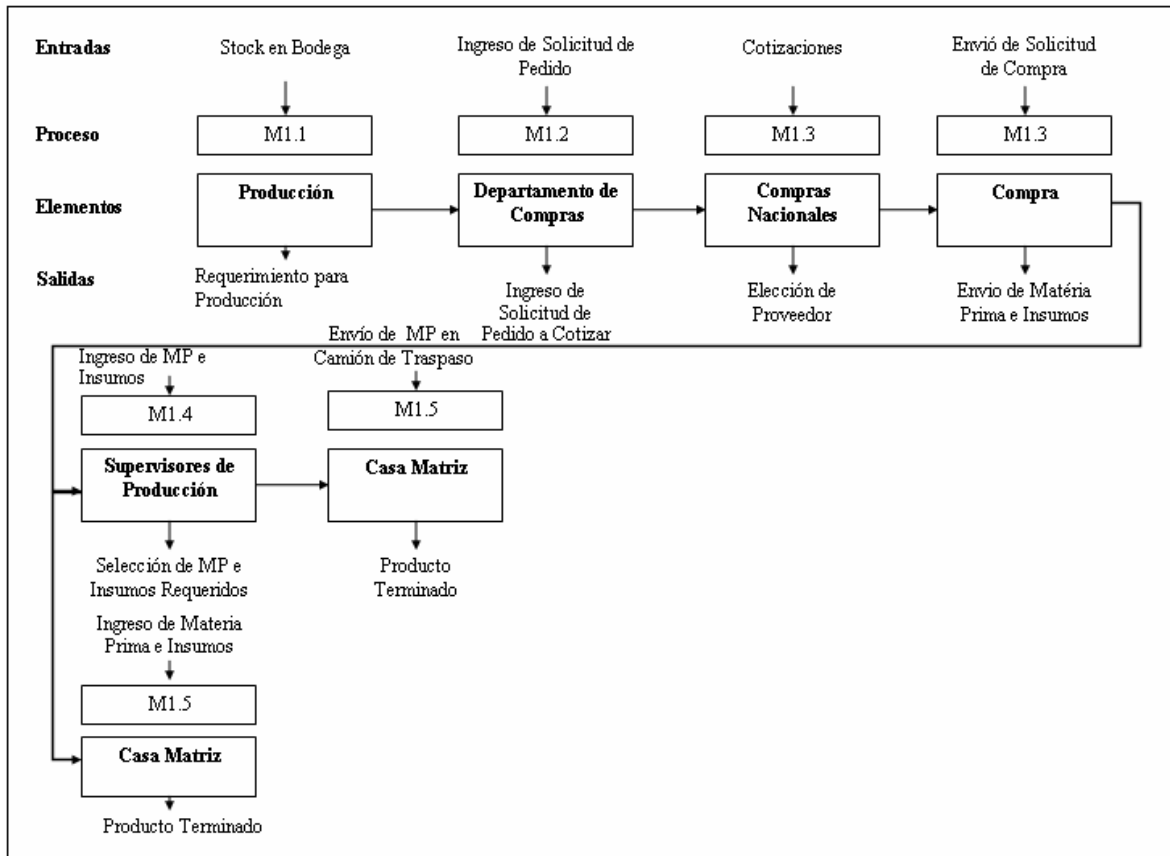 Entradas
Stock en Bodega
Ingreso de Solicitud de
Pedido
Cotizaciones
Envió de Solicitud
de Compra
Proceso
M1.1
M1.2
M1.3
M1.3
Elementos
Producción
Departamento de
Compras
Compras
Nacionales
Compra
Salidas
Requerimiento para
Producción
Ingreso de
Solicitud de
Pedido a Cotizar
Elección de
Proveedor
Envio de Matéria
Prima e Insumos
Ingreso de MP e
Insumos
Envío de MP en
Camión de Traspaso
M1.4
M1.5
Supervisores de
Producción
Casa Matriz
Selección de MP e
Insumos Requeridos
Producto
Terminado
Ingreso de Materia
Prima e Insumos
M1.5
Casa Matriz
Producto Terminado